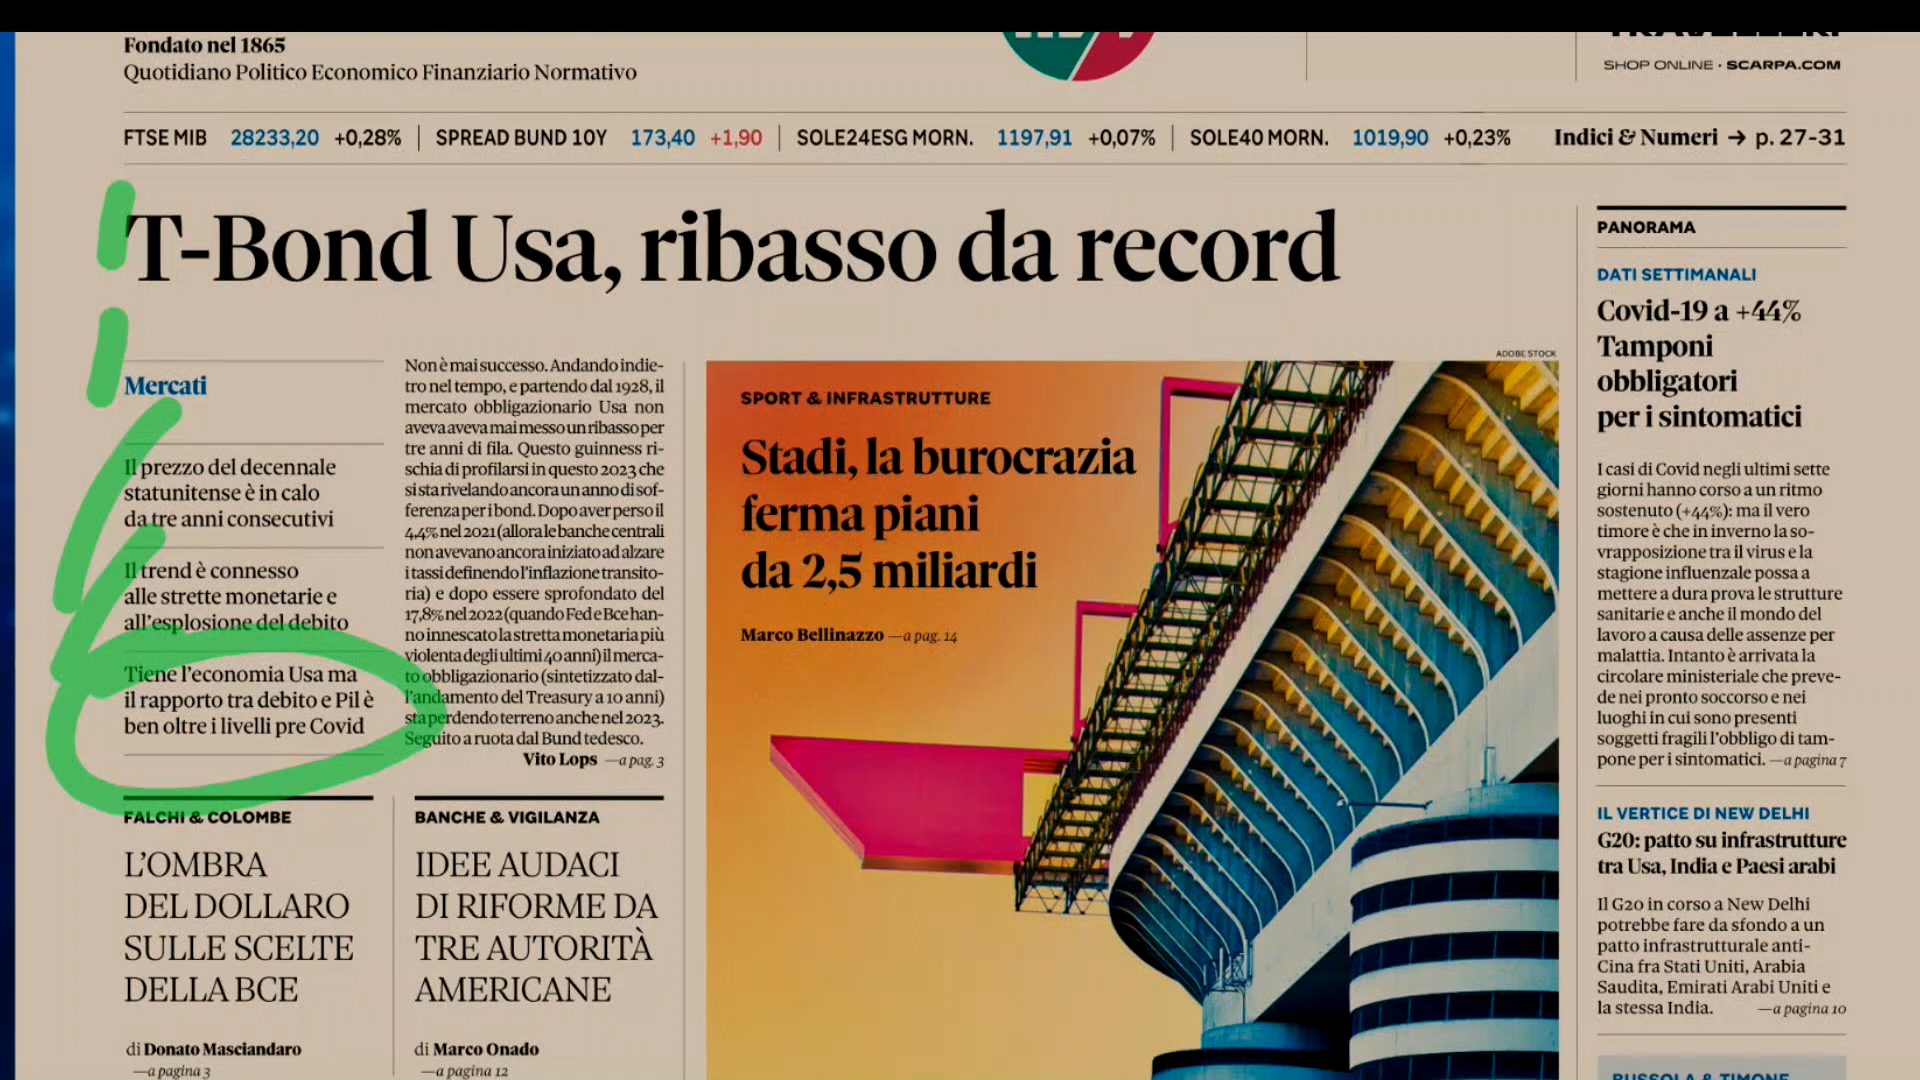 Fondato nel 1865
Quotidiano Politico Economico Finanziario Normativo
SHOP ONLINE · SCARPA.COM
FTSE MIB 28233,20 +0,28% | SPREAD BUND 10Y 173,40 +1,90 | SOLE24ESG MORN. 1197,91 +0,07% | SOLE40 MORN. 1019,90 +0,23% Indici & Numeri → p. 27-31
T-Bond Usa, ribasso da record
Mercati
Il prezzo del decennale
statunitense è in calo
da tre anni consecutivi
Il trend è connesso
alle strette monetarie e
all'esplosione del debito
Tiene l'economia Usa ma
il rapporto tra debito e Pil è
ben oltre i livelli pre Covid
Non è mai successo. Andando indie-
tro nel tempo, e partendo dal 1928, il
mercato obbligazionario Usa non
aveva aveva mai messo un ribasso per
tre anni di fila. Questo guinness ri-
schia di profilarsi in questo 2023 che
si sta rivelando ancora un anno di sof-
ferenza per i bond. Dopo aver perso il
4,4% nel 2021 (allora le banche centrali
non avevano ancora iniziato ad alzare
i tassi definendo l'inflazione transito-
ria) e dopo essere sprofondato del
17,8% nel 2022 (quando Fed e Bce han-
no innescato la stretta monetaria più
violenta degli ultimi 40 anni) il merca-
to obbligazionario (sintetizzato dal-
l'andamento del Treasury a 10 anni)
sta perdendo terreno anche nel 2023.
Seguito a ruota dal Bund tedesco.
Vito Lops —a pag. 3
ADOBE STOCK
SPORT & INFRASTRUTTURE
Stadi, la burocrazia
ferma piani
da 2,5 miliardi
Marco Bellinazzo —a pag. 14
FALCHI & COLOMBE
L'OMBRA
DEL DOLLARO
SULLE SCELTE
DELLA BCE
di Donato Masciandaro
—a pagina 3
BANCHE & VIGILANZA
IDEE AUDACI
DI RIFORME DA
TRE AUTORITÀ
AMERICANE
di Marco Onado
—a pagina 12
PANORAMA
DATI SETTIMANALI
Covid-19 a +44%
Tamponi
obbligatori
per i sintomatici
I casi di Covid negli ultimi sette
giorni hanno corso a un ritmo
sostenuto (+44%): ma il vero
timore è che in inverno la so-
vrapposizione tra il virus e la
stagione influenzale possa a
mettere a dura prova le strutture
sanitarie e anche il mondo del
lavoro a causa delle assenze per
malattia. Intanto è arrivata la
circolare ministeriale che preve-
de nei pronto soccorso e nei
luoghi in cui sono presenti
soggetti fragili l'obbligo di tam-
pone per i sintomatici. —a pagina 7
IL VERTICE DI NEW DELHI
G20: patto su infrastrutture
tra Usa, India e Paesi arabi
Il G20 in corso a New Delhi
potrebbe fare da sfondo a un
patto infrastrutturale anti-
Cina fra Stati Uniti, Arabia
Saudita, Emirati Arabi Uniti e
la stessa India. —a pagina 10
BUSSOLA & TIMONE